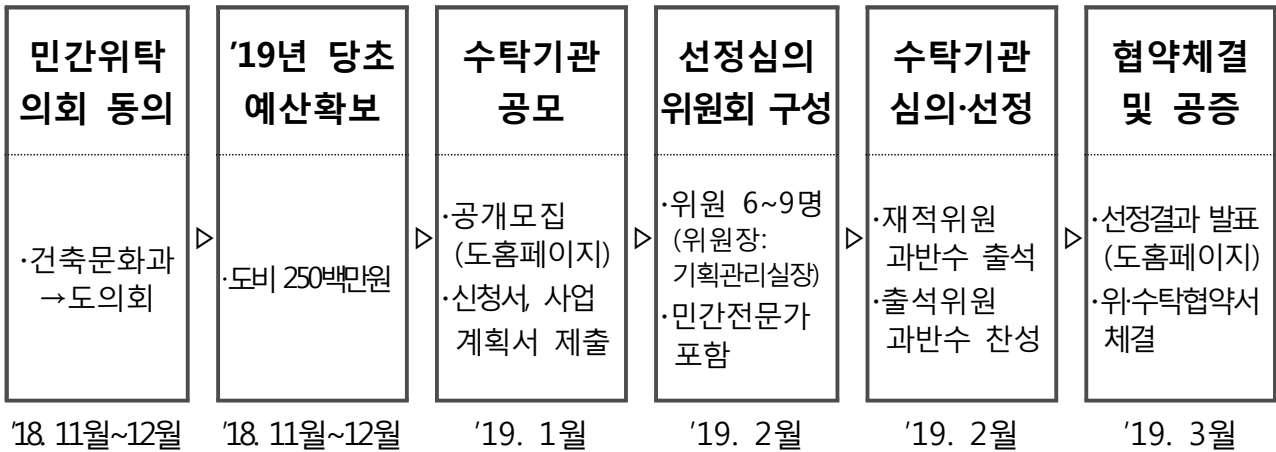 민간위탁
의회 동의
·건축문화과
→도의회
'18. 11월~12월
▷
'19년 당초
예산확보
·도비 250백만원
'18. 11월~12월
▷
수탁기관
공모
·공개모집
(도홈페이지)
·신청서, 사업
계획서 제출
'19. 1월
▷
선정심의
위원회 구성
·위원 6~9명
(위원장:
기획관리실장)
·민간전문가
포함
'19. 2월
▷
수탁기관
심의·선정
·재적위원
과반수 출석
·출석위원
과반수 찬성
'19. 2월
▷
협약체결
및 공증
·선정결과 발표
(도홈페이지)
·위·수탁협약서
체결
'19. 3월